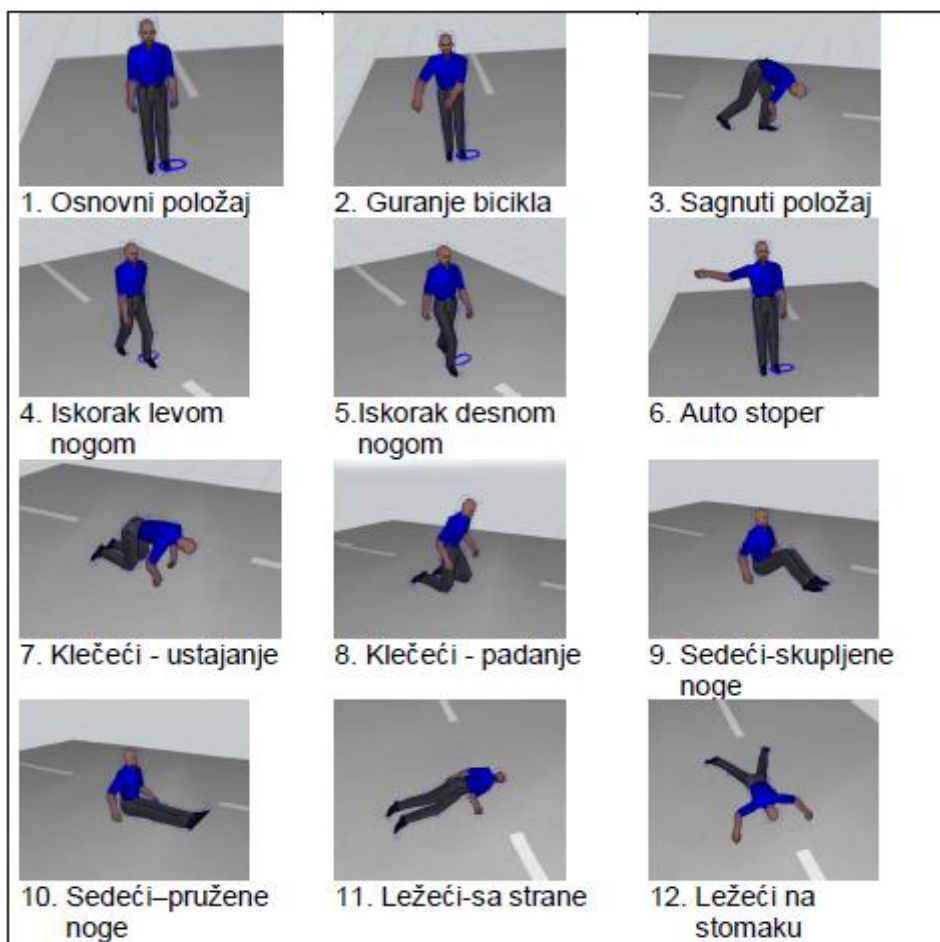 1. Osnovni položaj
2. Guranje bicikla
3. Sagnuti položaj
4. Iskorak levom
nogom
5.Iskorak desnom
nogom
6. Auto stoper
7. Klečeći - ustajanje
8. Klečeći - padanje
9. Sedeći-skupljene
noge
10. Sedeći–pružene
noge
11. Ležeći-sa strane
12. Ležeći na
stomaku